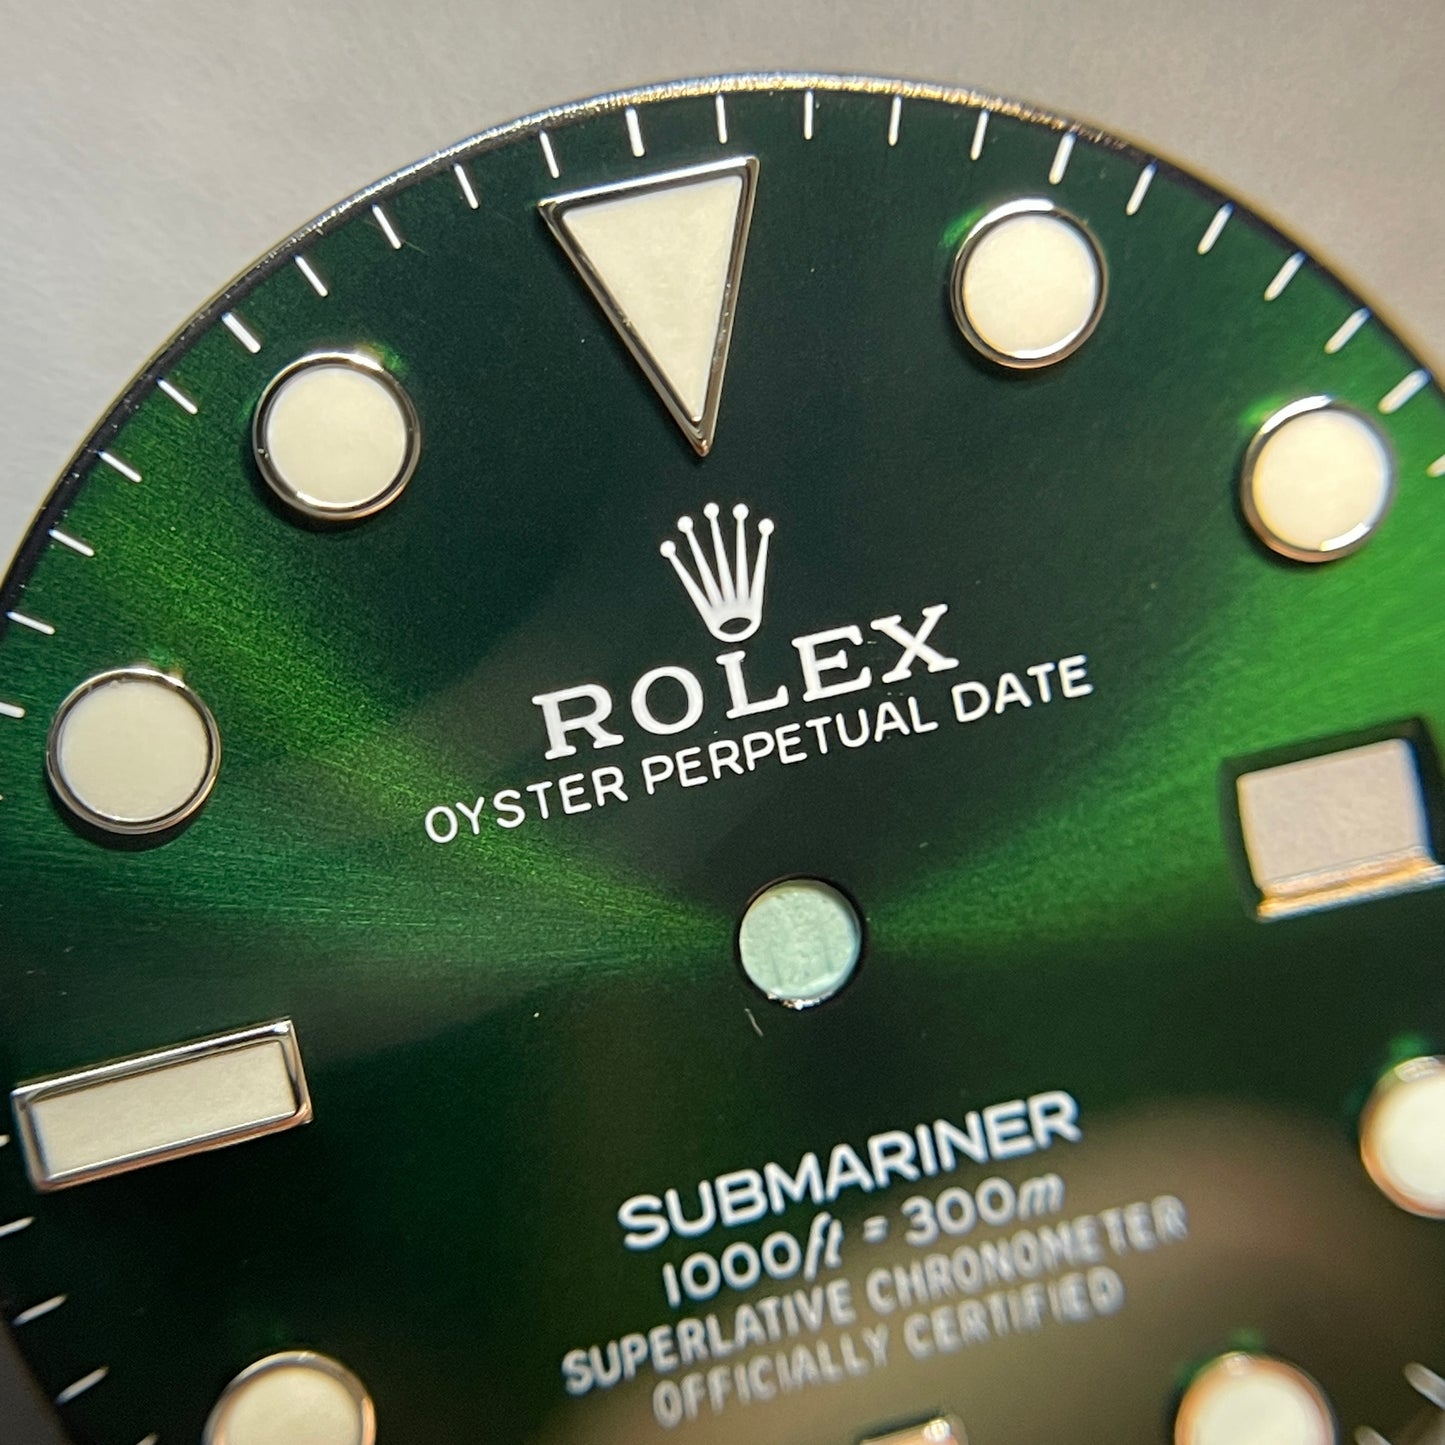 ROLEX
OYSTER PERPETUAL DATE
SUBMARINER
1000ft = 300m
SUPERLATIVE CHRONOMETER
OFFICIALLY CERTIFIED